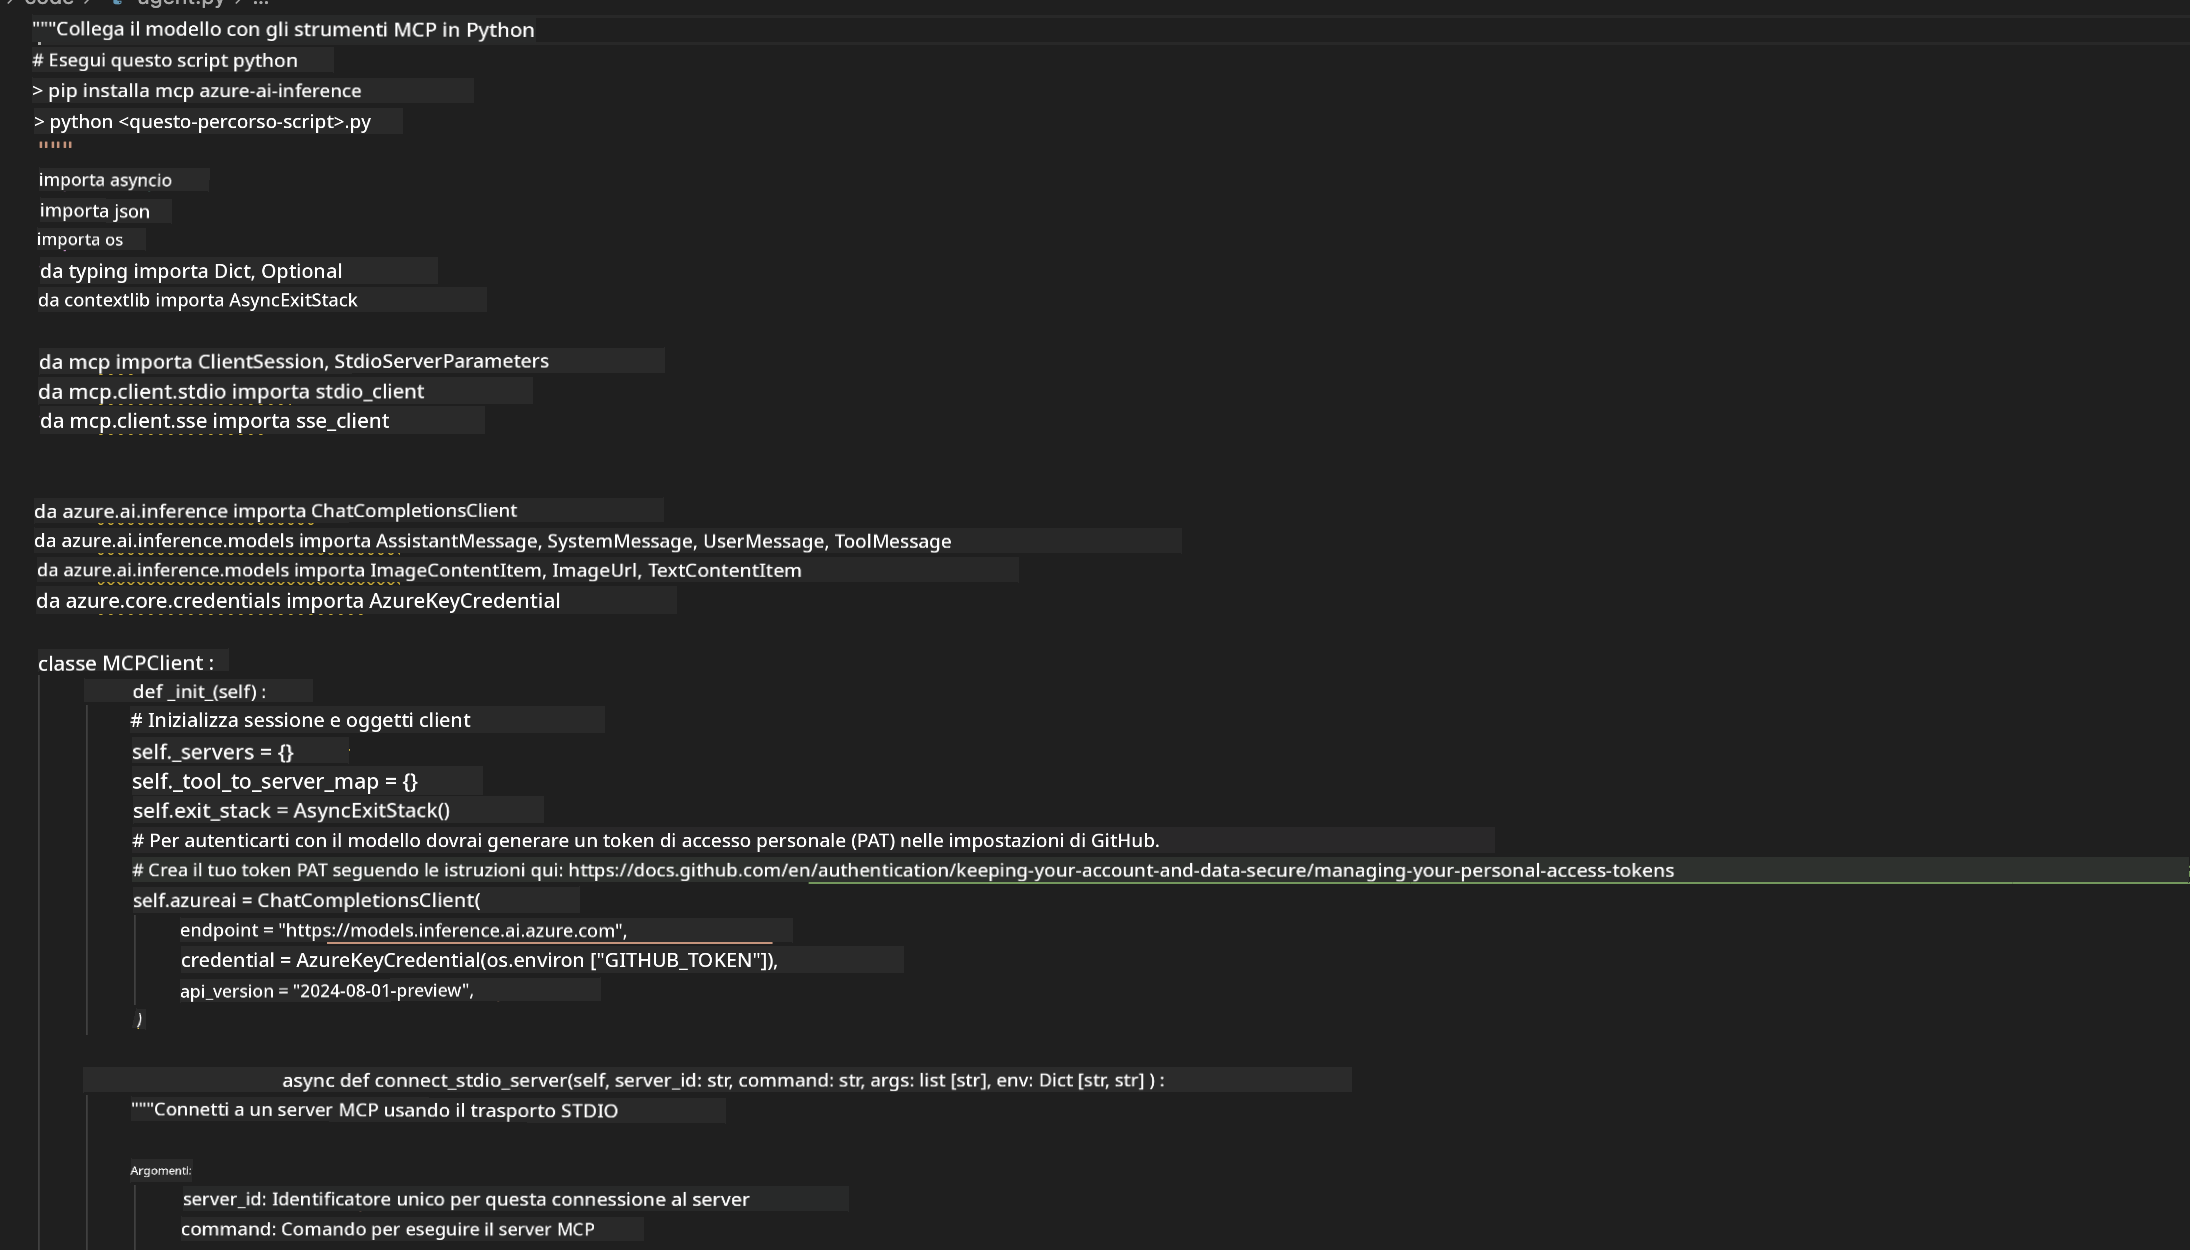 code > agent.py > ...
"""Collega il modello con gli strumenti MCP in Python
# Esegui questo script python
> pip installa mcp azure-ai-inference
> python <questo-percorso-script>.py
"""
importa asyncio
importa json
importa os
da typing importa Dict, Optional
da contextlib importa AsyncExitStack
da mcp importa ClientSession, StdioServerParameters
da mcp.client.stdio importa stdio_client
da mcp.client.sse importa sse_client
da azure.ai.inference importa ChatCompletionsClient
da azure.ai.inference.models importa AssistantMessage, SystemMessage, UserMessage, ToolMessage
da azure.ai.inference.models importa ImageContentItem, ImageUrl, TextContentItem
da azure.core.credentials importa AzureKeyCredential
classe MCPClient :
def _init_(self) :
# Inizializza sessione e oggetti client
self._servers = {}
self._tool_to_server_map = {}
self.exit_stack = AsyncExitStack()
# Per autenticarti con il modello dovrai generare un token di accesso personale (PAT) nelle impostazioni di GitHub.
# Crea il tuo token PAT seguendo le istruzioni qui: https://docs.github.com/en/authentication/keeping-your-account-and-data-secure/managing-your-personal-access-tokens
self.azureai = ChatCompletionsClient(
endpoint = "https://models.inference.ai.azure.com",
credential = AzureKeyCredential(os.environ ["GITHUB_TOKEN"]),
api_version = "2024-08-01-preview",
)
async def connect_stdio_server(self, server_id: str, command: str, args: list [str], env: Dict [str, str] ) :
"""Connetti a un server MCP usando il trasporto STDIO
Argomenti:
server_id: Identificatore unico per questa connessione al server
command: Comando per eseguire il server MCP